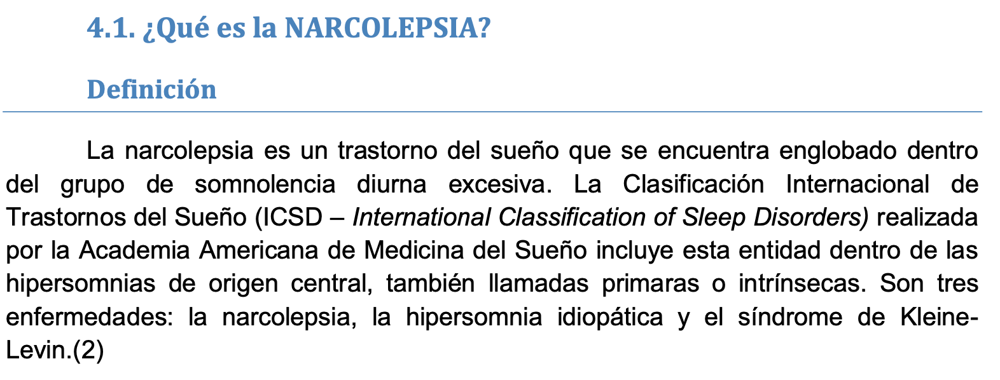 4.1. ¿Qué es la NARCOLEPSIA?
Definición
La narcolepsia es un trastorno del sueño que se encuentra englobado dentro
del grupo de somnolencia diurna excesiva. La Clasificación Internacional de
Trastornos del Sueño (ICSD – International Classification of Sleep Disorders) realizada
por la Academia Americana de Medicina del Sueño incluye esta entidad dentro de las
hipersomnias de origen central, también llamadas primaras o intrínsecas. Son tres
enfermedades: la narcolepsia, la hipersomnia idiopática y el síndrome de Kleine-
Levin.(2)